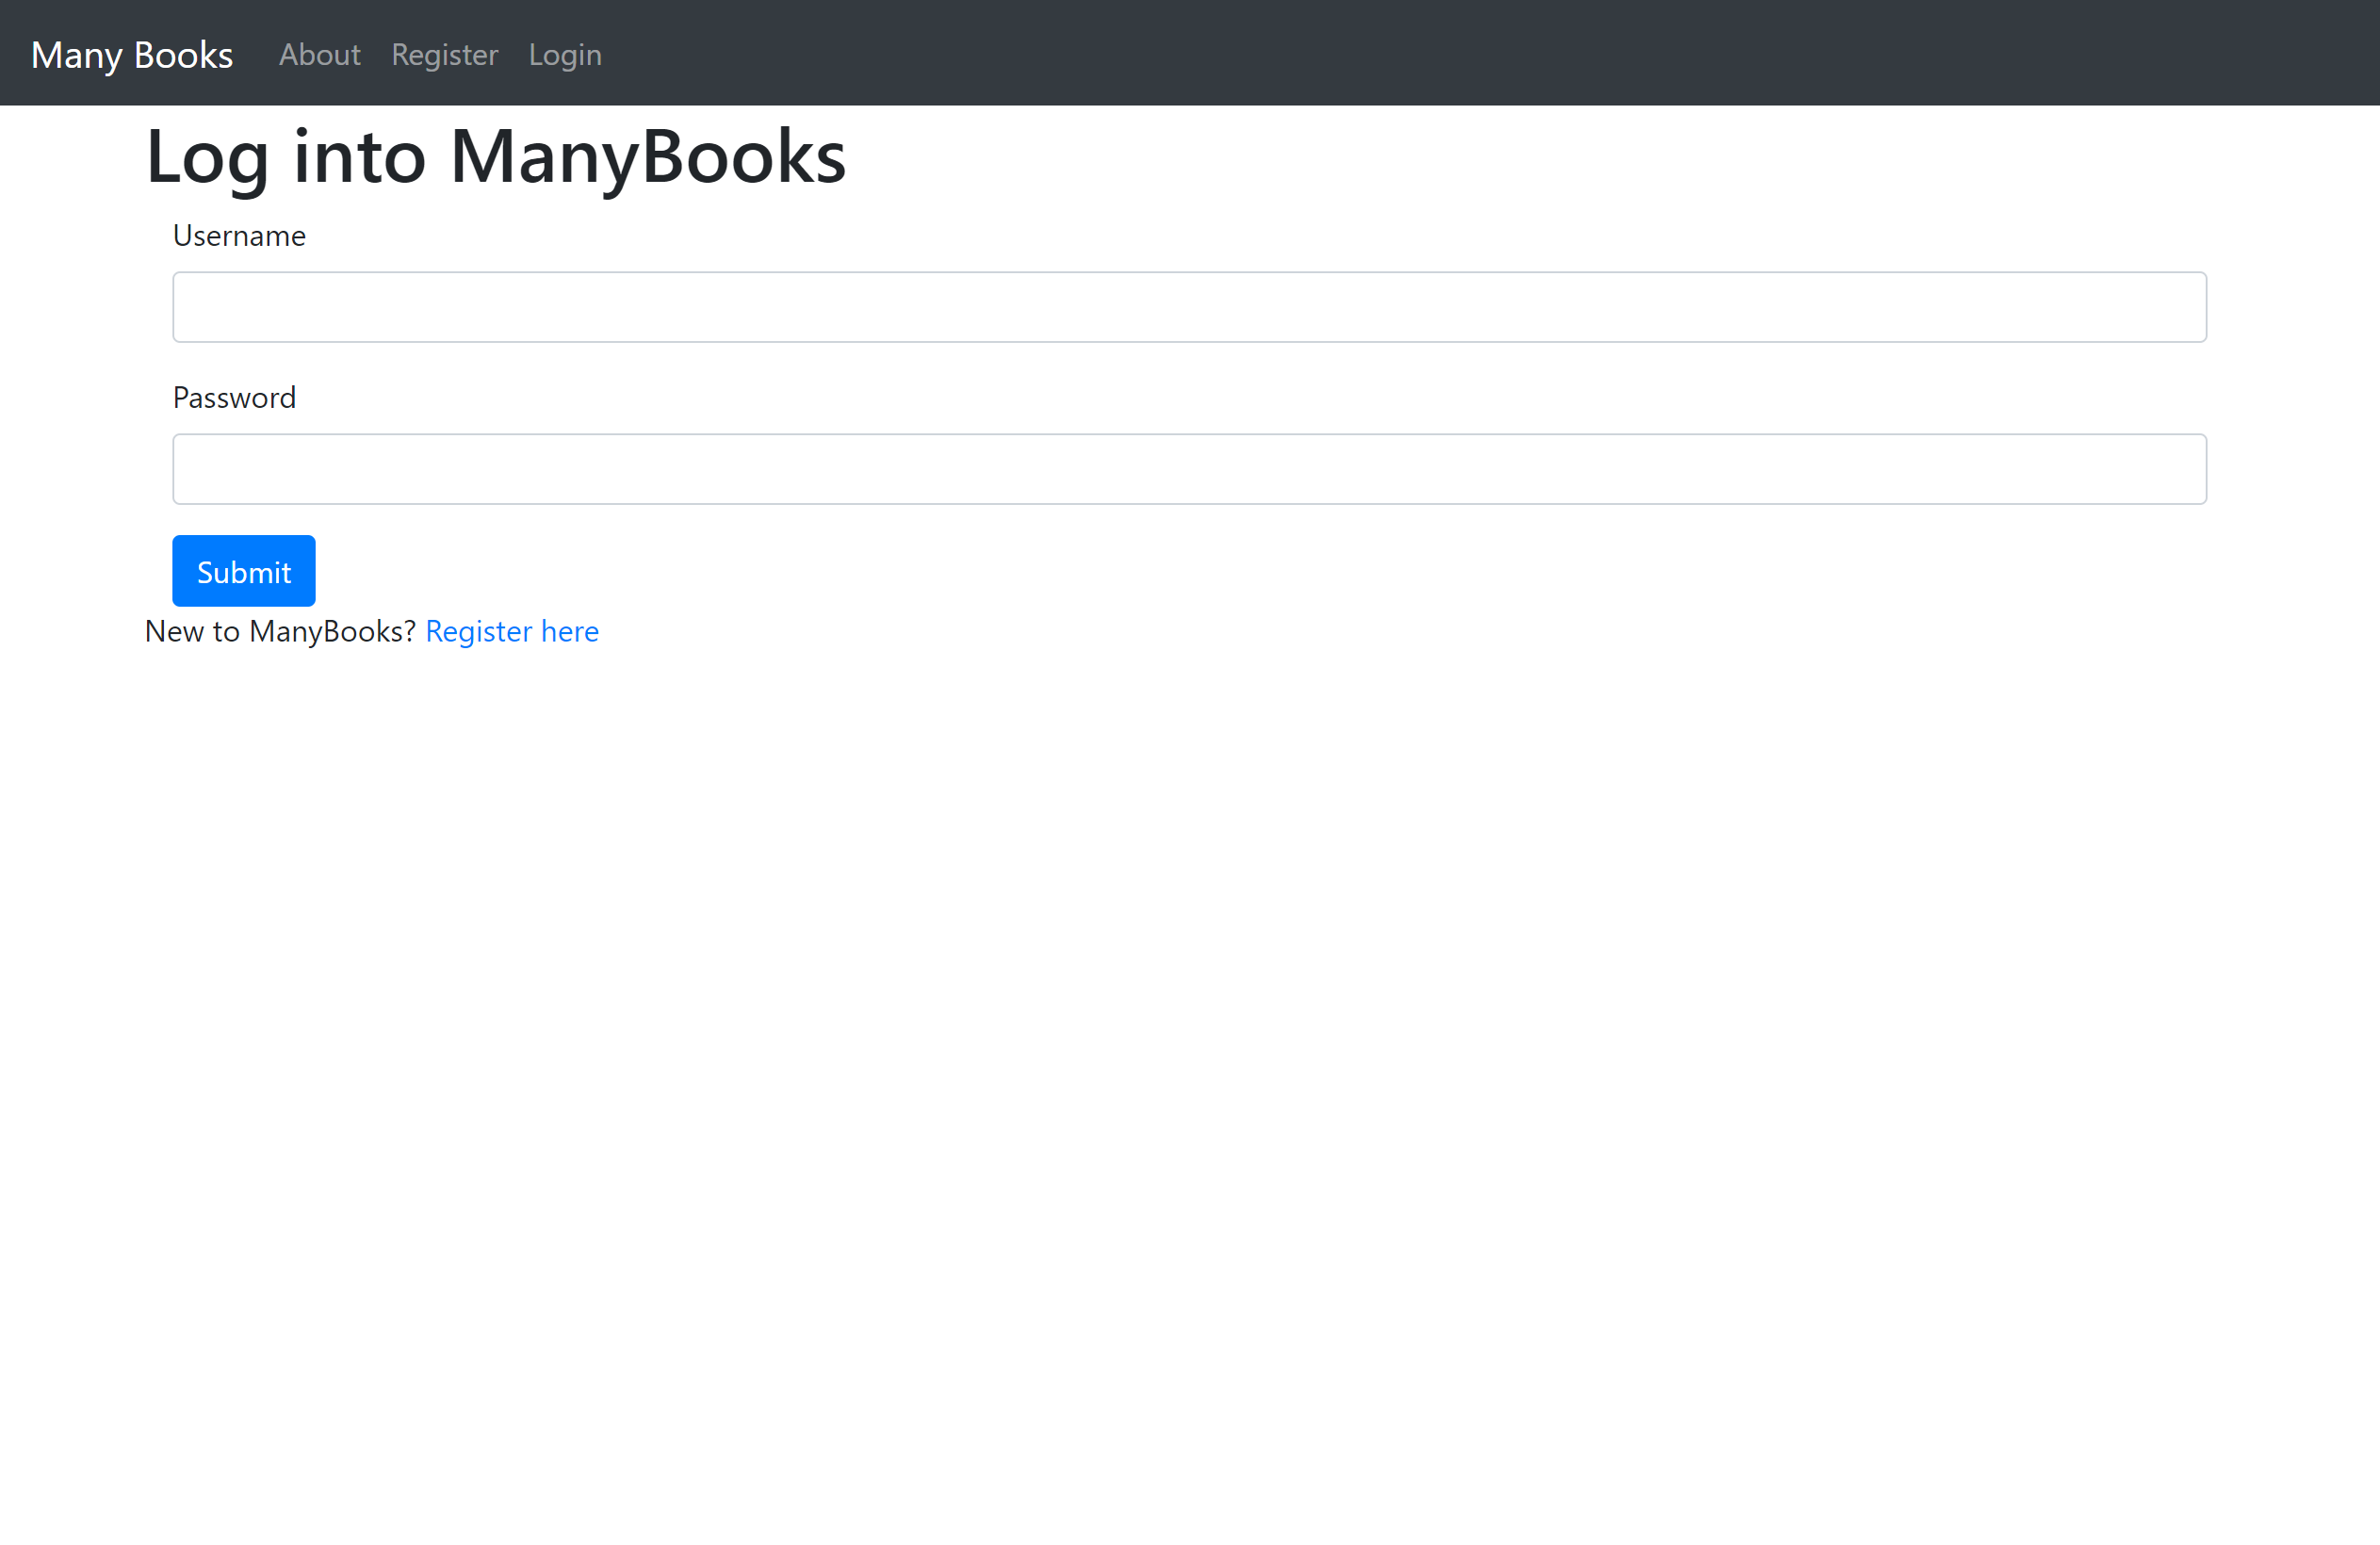 Many Books About Register Login
Log into ManyBooks
Username
Password
Submit
New to ManyBooks? Register here